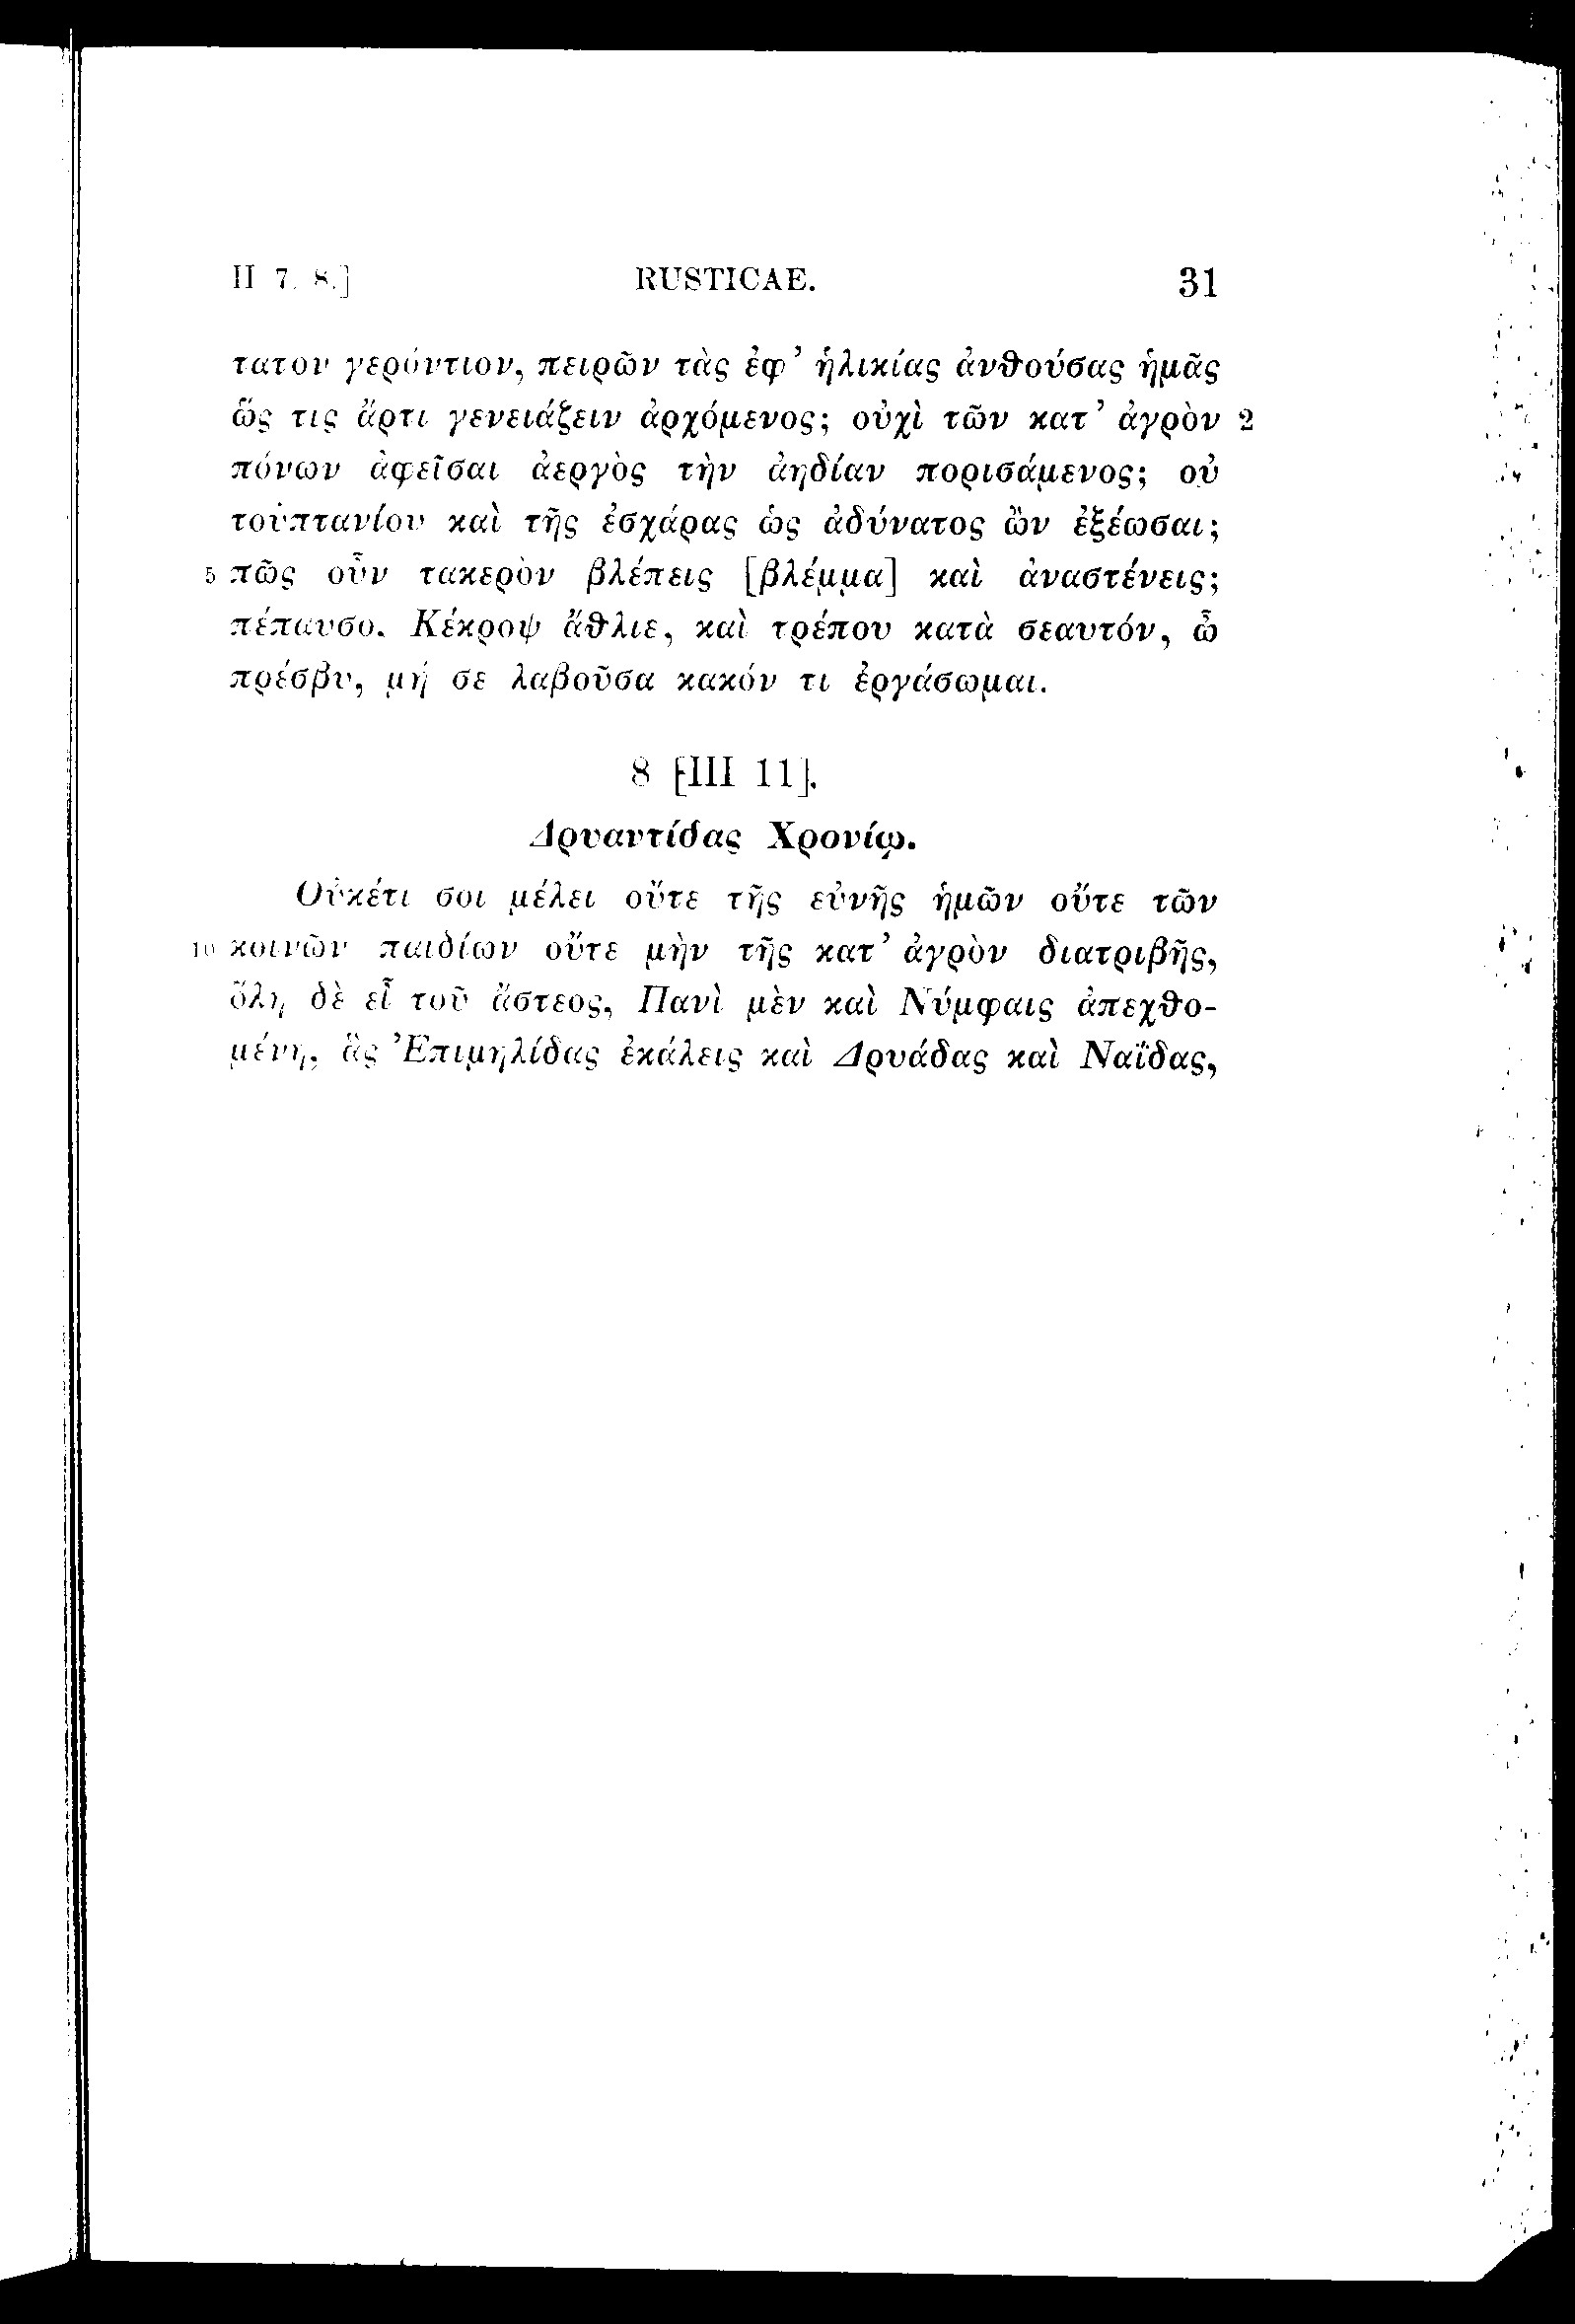 II 7. 8.] RUSTICAE. 31
τατον γερόντιον, πειρῶν τὰς ἐφ’ ἡλικίας ἀνθούσας ἡμᾶς
ὥς τις ἄρτι γενειάζειν ἀρχόμενος; οὐχὶ τῶν κατ’ ἀγρὸν 2
πόνων ἀφεῖσαι ἀεργὸς τὴν ἀηδίαν πορισάμενος; οὐ
τοὐπτανίου καὶ τῆς ἐσχάρας ὡς ἀδύνατος ὢν ἐξέωσαι;
5 πῶς οὖν τακερὸν βλέπεις [βλέμμα] καὶ ἀναστένεις;
πέπαυσο. Κέκροψ ἄθλιε, καὶ τρέπου κατὰ σεαυτόν, ὦ
πρέσβυ, μή σε λαβοῦσα κακόν τι ἐργάσωμαι.
8 [III 11].
Δρυαντίδας Χρονίῳ.
Οὐκέτι σοι μέλει οὔτε τῆς εὐνῆς ἡμῶν οὔτε τῶν
10 κοινῶν παιδίων οὔτε μὴν τῆς κατ’ ἀγρὸν διατριβῆς,
ὅλη δὲ εἶ τοῦ ἄστεος, Πανὶ μὲν καὶ Νύμφαις ἀπεχθο-
μένη, ἃς Ἐπιμηλίδας ἐκάλεις καὶ Δρυάδας καὶ Ναΐδας,